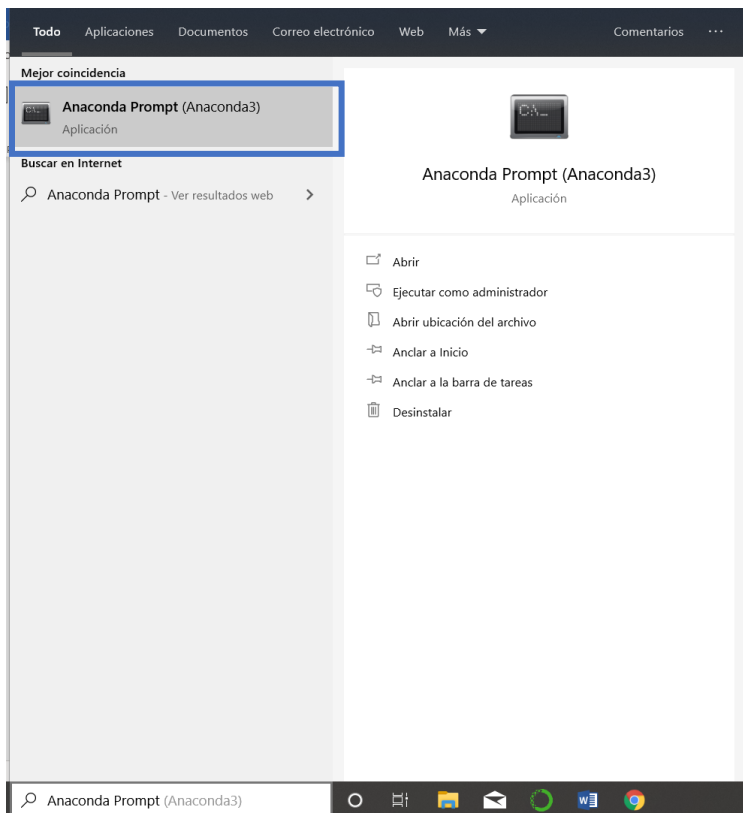 Todo Aplicaciones Documentos Correo electrónico Web Más Comentarios ...
Mejor coincidencia
Anaconda Prompt (Anaconda3)
Aplicación
Buscar en Internet
Anaconda Prompt - Ver resultados web
C:\_
Anaconda Prompt (Anaconda3)
Aplicación
Abrir
Ejecutar como administrador
Abrir ubicación del archivo
Anclar a Inicio
Anclar a la barra de tareas
Desinstalar
Anaconda Prompt (Anaconda3)